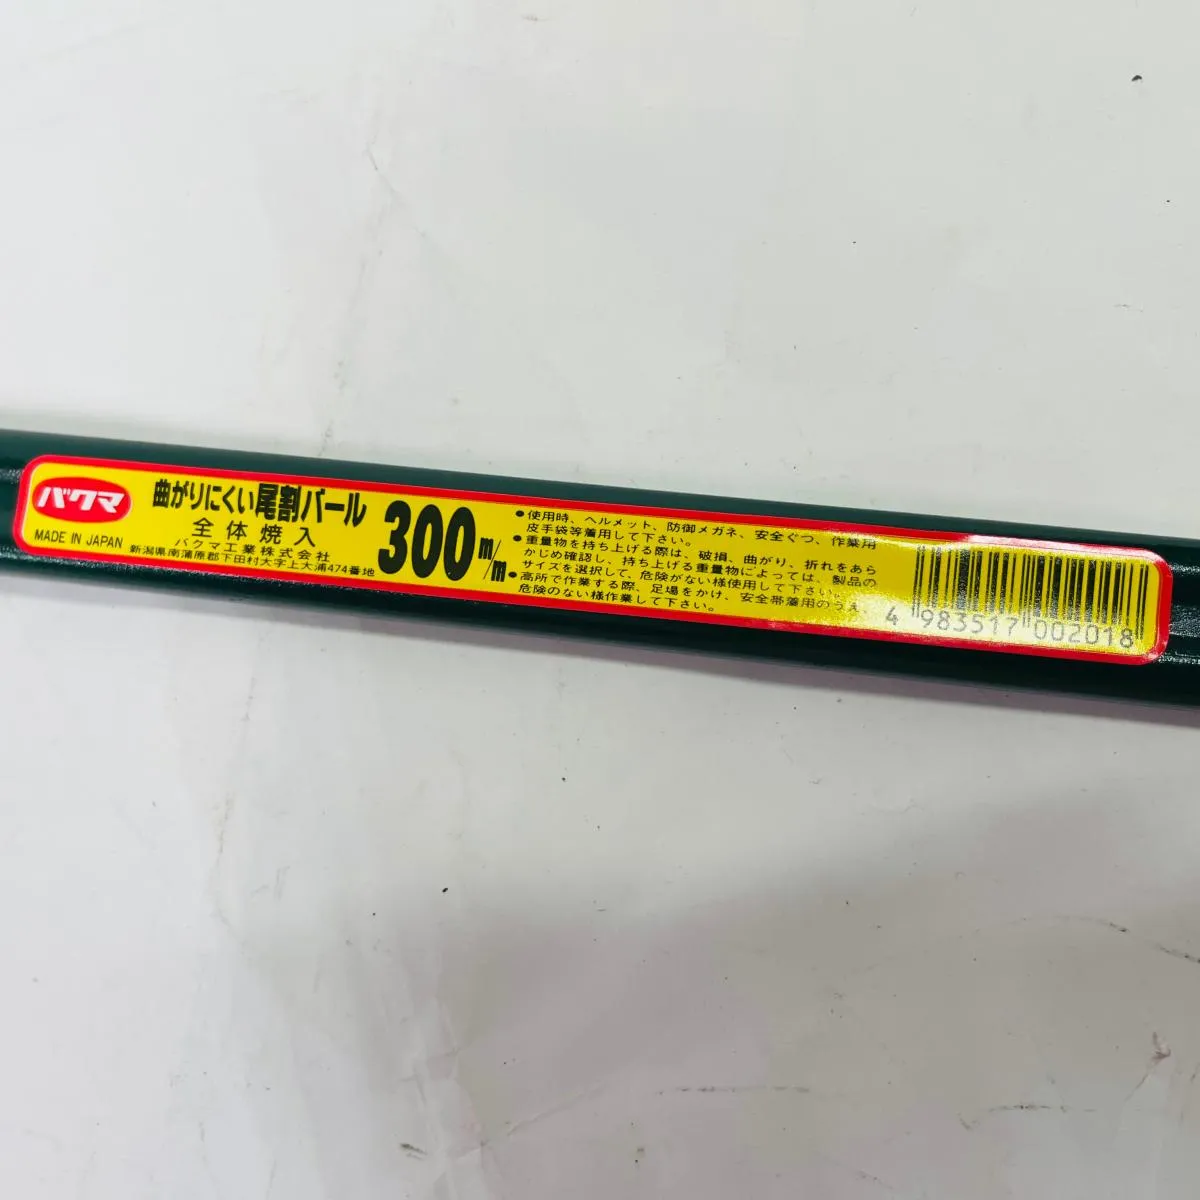 バクマ
MADE IN JAPAN
曲がりにくい尾割バール
全体焼入
バクマ工業株式会社
新潟県南蒲原郡下田村大字上大浦474番地
300m/m
•使用時、ヘルメット、防御メガネ、安全ぐつ、作業用
皮手袋等着用して下さい。
•重量物を持ち上げる際は、破損、曲がり、折れをあら
かじめ確認し、持ち上げる重量物によっては、製品の
サイズを選択して、危険がない様使用して下さい。
•高所で作業する際、足場をかけ、安全帯着用のうえ、
危険のない様作業して下さい。
4 983517 002018